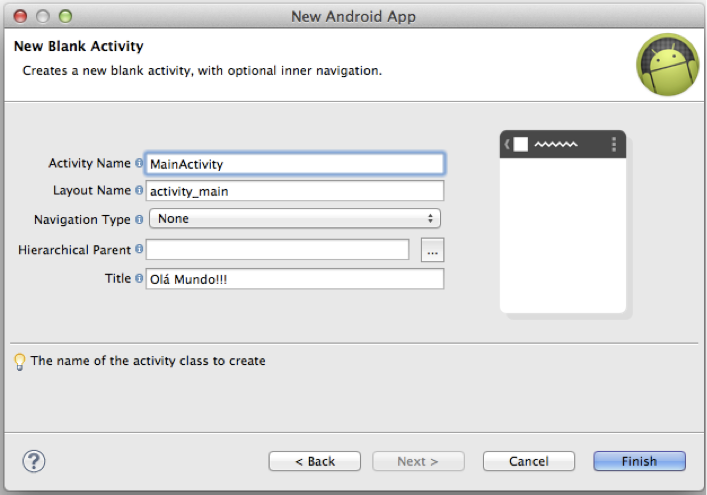 New Android App
New Blank Activity
Creates a new blank activity, with optional inner navigation.
Activity Name MainActivity
Layout Name activity_main
Navigation Type None
Hierarchical Parent ...
Title Olá Mundo!!!
The name of the activity class to create
? < Back Next > Cancel Finish